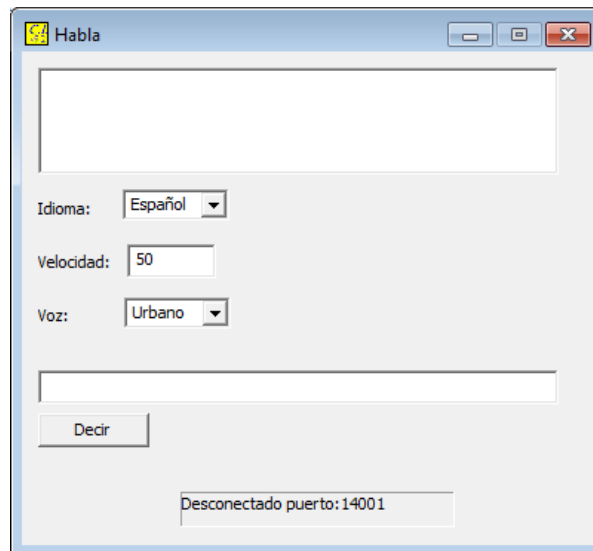 Habla
Idioma: Español
Velocidad: 50
Voz: Urbano
Decir
Desconectado puerto:14001